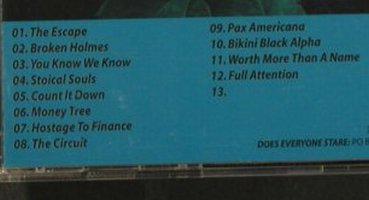 01. The Escape
02. Broken Holmes
03. You Know We Know
04. Stoical Souls
05. Count It Down
06. Money Tree
07. Hostage To Finance
08. The Circuit
09. Pax Americana
10. Bikini Black Alpha
11. Worth More Than A Name
12. Full Attention
13.
DOES EVERYONE STARE: PO B